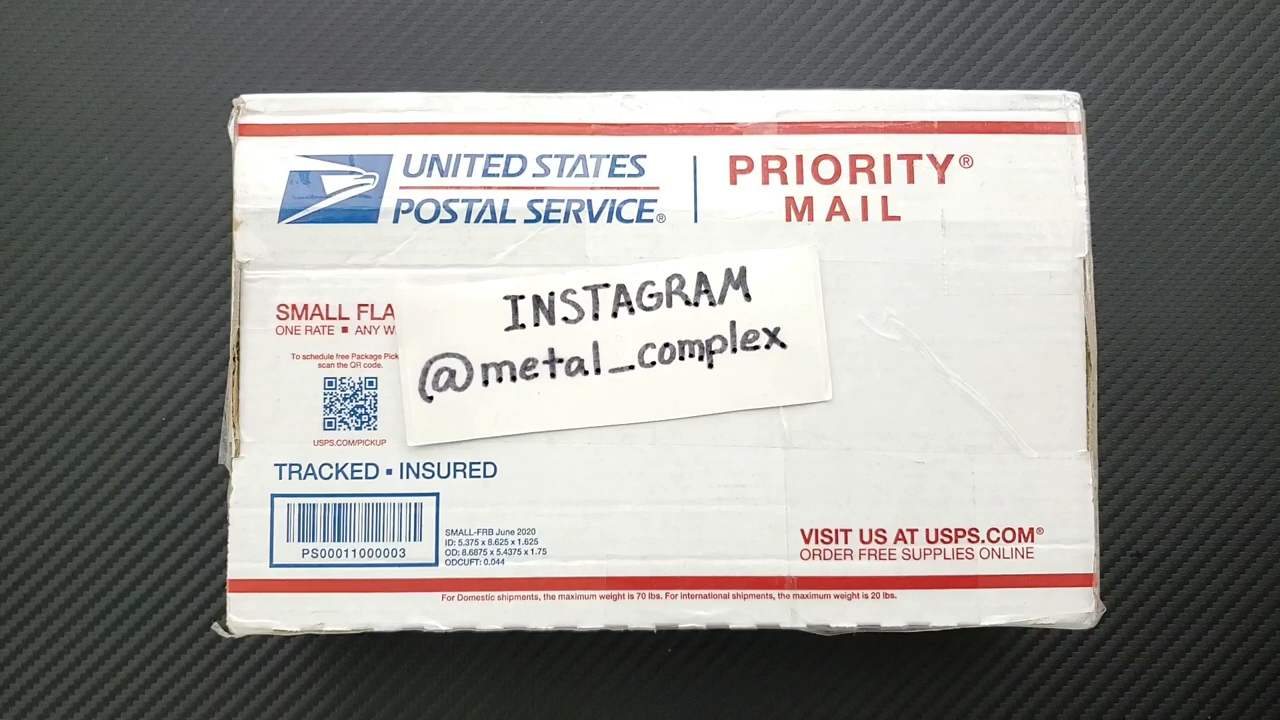 UNITED STATES
POSTAL SERVICE®
PRIORITY®
MAIL
INSTAGRAM
@metal_complex
SMALL FLA
ONE RATE ■ ANY W
To schedule free Package Pick
scan the QR code.
USPS.COM/PICKUP
TRACKED ▪ INSURED
PS00011000003
SMALL-FRB June 2020
ID: 5.375 x 8.625 x 1.625
OD: 8.6875 x 5.4375 x 1.75
ODCUFT: 0.044
VISIT US AT USPS.COM®
ORDER FREE SUPPLIES ONLINE
For Domestic shipments, the maximum weight is 70 lbs. For international shipments, the maximum weight is 20 lbs.